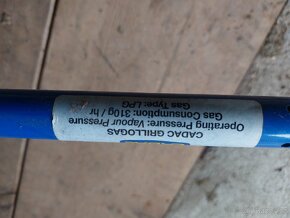 CADAC GRILLOGAS
Operating Pressure: Vapour Pressure
Gas Consumption: 310g / hr
Gas Type: LPG